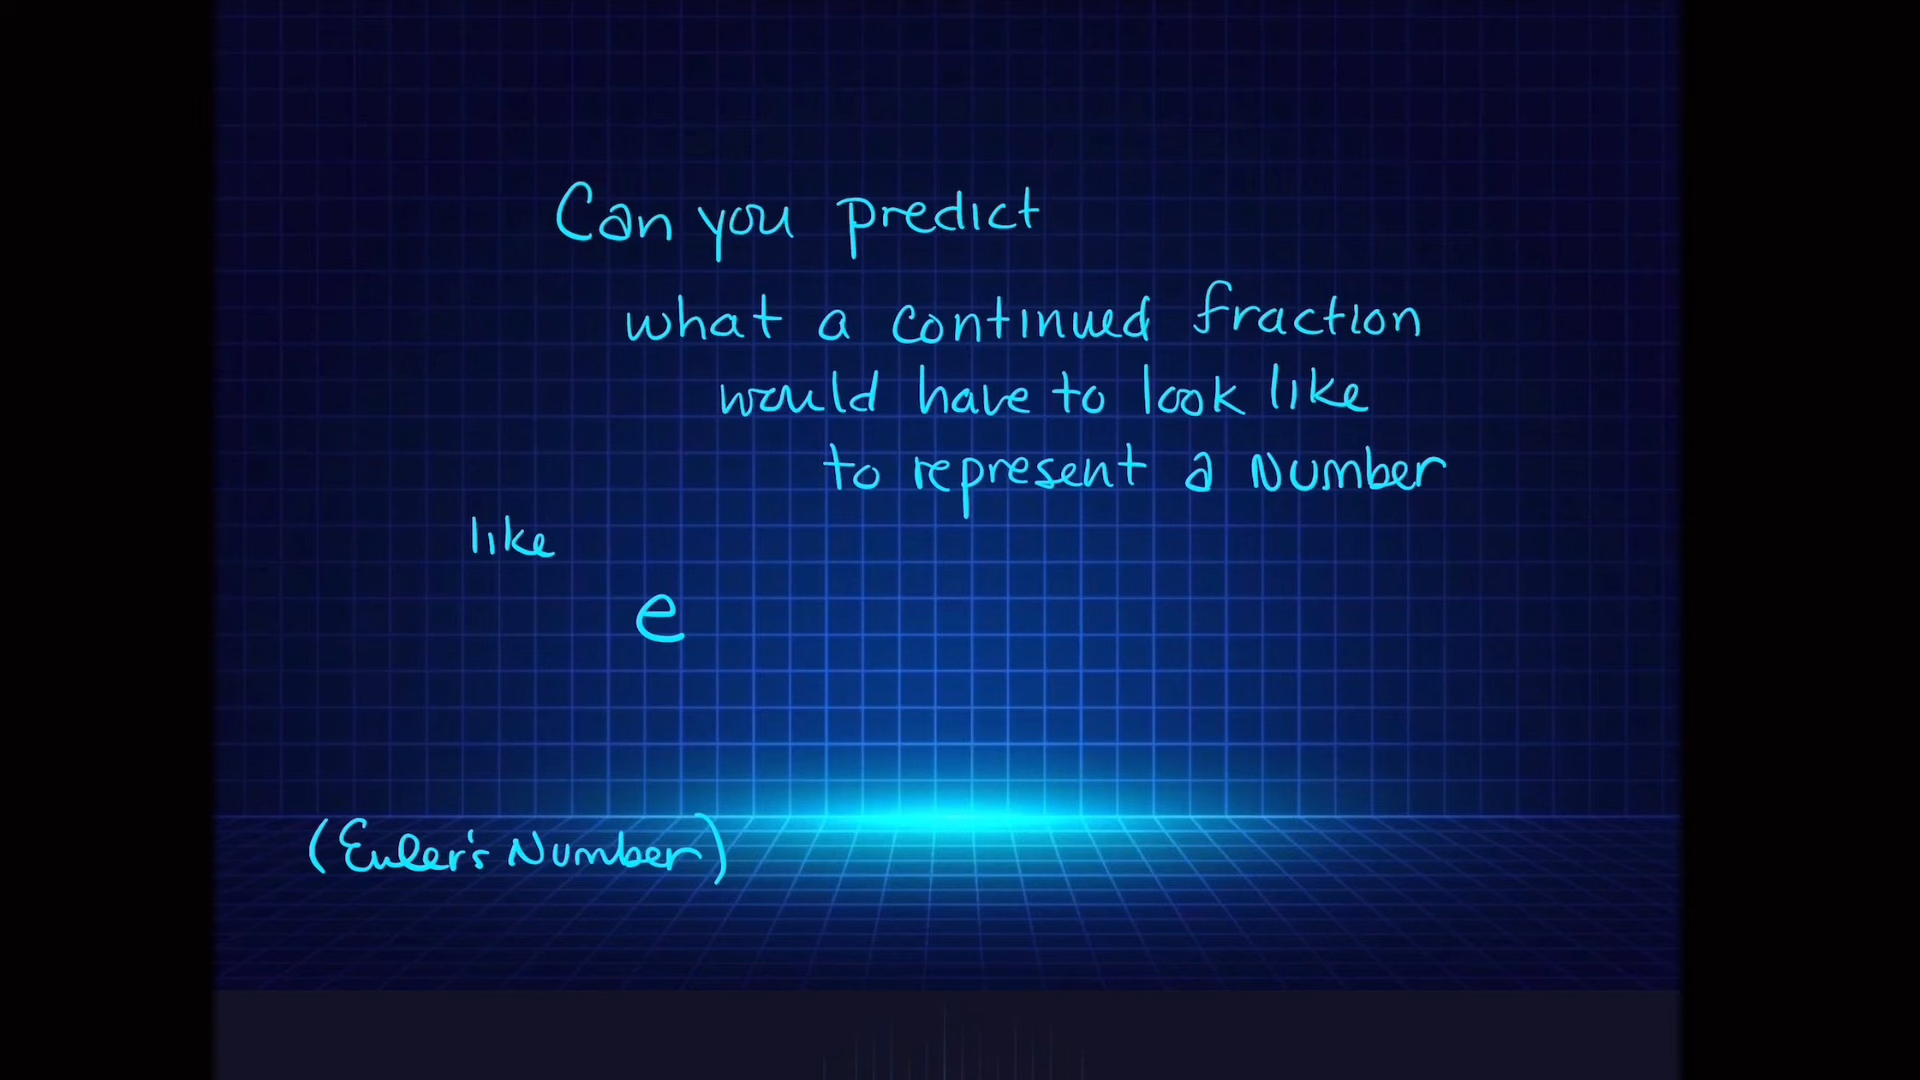 Can you predict
what a continued fraction
would have to look like
to represent a Number
like
e
(Euler's Number)